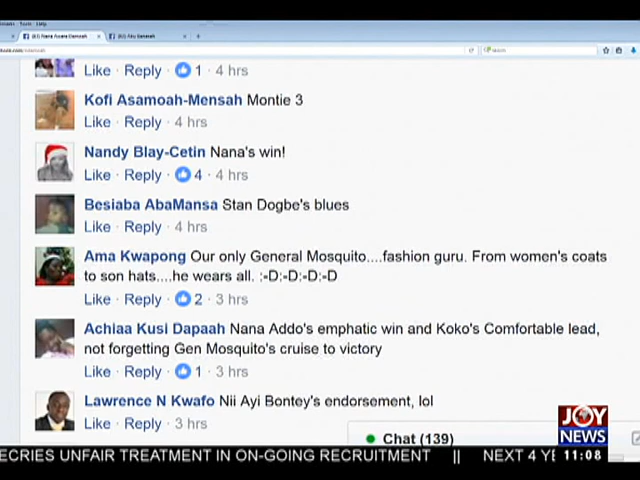 Tools Help
Like · Reply · 1 · 4 hrs
Kofi Asamoah-Mensah Montie 3
Like · Reply · 4 hrs
Nandy Blay-Cetin Nana's win!
Like · Reply · 4 · 4 hrs
Besiaba AbaMansa Stan Dogbe's blues
Like · Reply · 4 hrs
Ama Kwapong Our only General Mosquito....fashion guru. From women's coats
to son hats....he wears all. :-D:-D:-D:-D
Like · Reply · 2 · 3 hrs
Achiaa Kusi Dapaah Nana Addo's emphatic win and Koko's Comfortable lead,
not forgetting Gen Mosquito's cruise to victory
Like · Reply · 1 · 3 hrs
Lawrence N Kwafo Nii Ayi Bontey's endorsement, lol
Like · Reply · 3 hrs
Chat (139)
JOY
NEWS
ECRIES UNFAIR TREATMENT IN ON-GOING RECRUITMENT || NEXT 4 YE 11:08